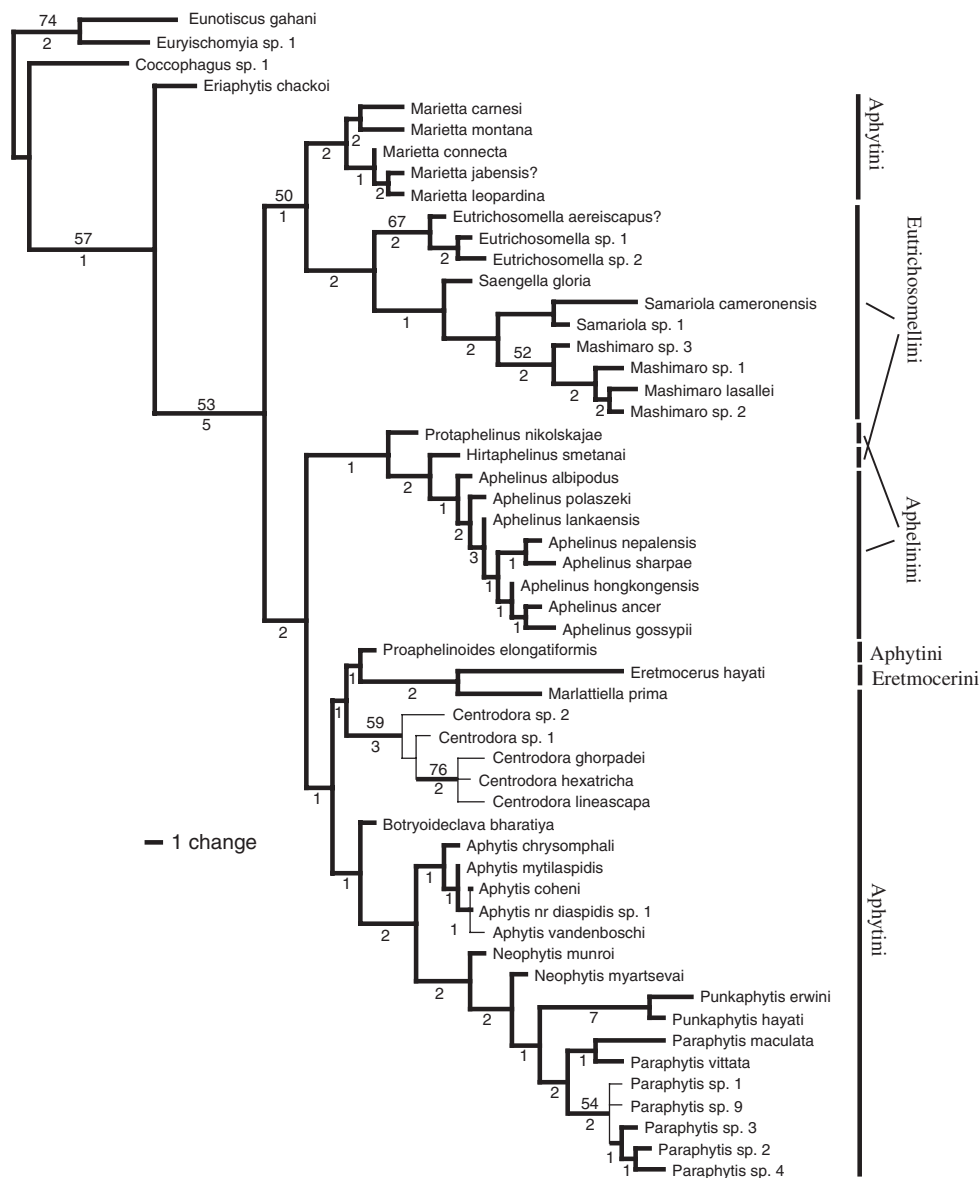 74
Eunotiscus gahani
2
Euryischomyia sp. 1
Coccophagus sp. 1
Eriaphytis chackoi
Marietta carnesi
2
2
Marietta montana
Marietta connecta
1
Marietta jabensis?
2
Marietta leopardina
Aphytini
50
1
67
Eutrichosomella aereiscapus?
2
Eutrichosomella sp. 1
2
Eutrichosomella sp. 2
57
1
2
Saengella gloria
1
Samariola cameronensis
Samariola sp. 1
2
52
Mashimaro sp. 3
2
Mashimaro sp. 1
2
Mashimaro lasallei
2
Mashimaro sp. 2
Eutrichosomellini
53
5
Protaphelinus nikolskajae
1
Hirtaphelinus smetanai
2
Aphelinus albipodus
1
Aphelinus polaszeki
2
Aphelinus lankaensis
3
Aphelinus nepalensis
1
Aphelinus sharpae
1
Aphelinus hongkongensis
1
Aphelinus ancer
1
Aphelinus gossypii
Aphelinini
2
Proaphelinoides elongatiformis
Aphytini
1
Eretmocerus hayati
Eretmocerini
2
Marlattiella prima
1
59
Centrodora sp. 2
3
Centrodora sp. 1
Centrodora ghorpadei
76
Centrodora hexatricha
2
Centrodora lineascapa
1
Botryoideclava bharatiya
1 change
Aphytis chrysomphali
1
1
Aphytis mytilaspidis
Aphytis coheni
1
Aphytis nr diaspidis sp. 1
1
Aphytis vandenboschi
2
Neophytis munroi
2
Neophytis myartsevai
2
Punkaphytis erwini
7
Punkaphytis hayati
1
Paraphytis maculata
1
Paraphytis vittata
2
Paraphytis sp. 1
54
Paraphytis sp. 9
2
Paraphytis sp. 3
1
Paraphytis sp. 2
1
Paraphytis sp. 4
Aphytini